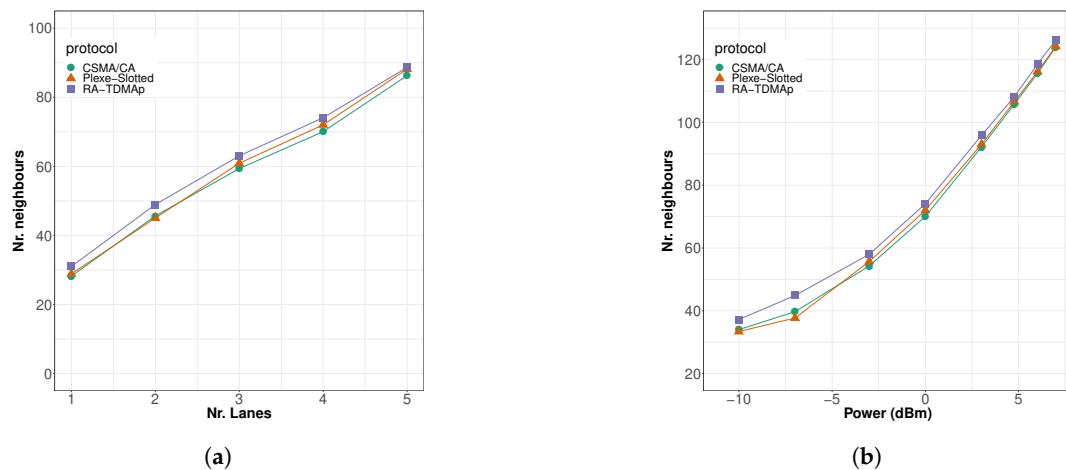 100
80
60
40
20
0
Nr. neighbours
protocol
CSMA/CA
Plexe−Slotted
RA−TDMAp
1 2 3 4 5
Nr. Lanes
(a)
120
100
80
60
40
20
Nr. neighbours
protocol
CSMA/CA
Plexe−Slotted
RA−TDMAp
−10 −5 0 5
Power (dBm)
(b)